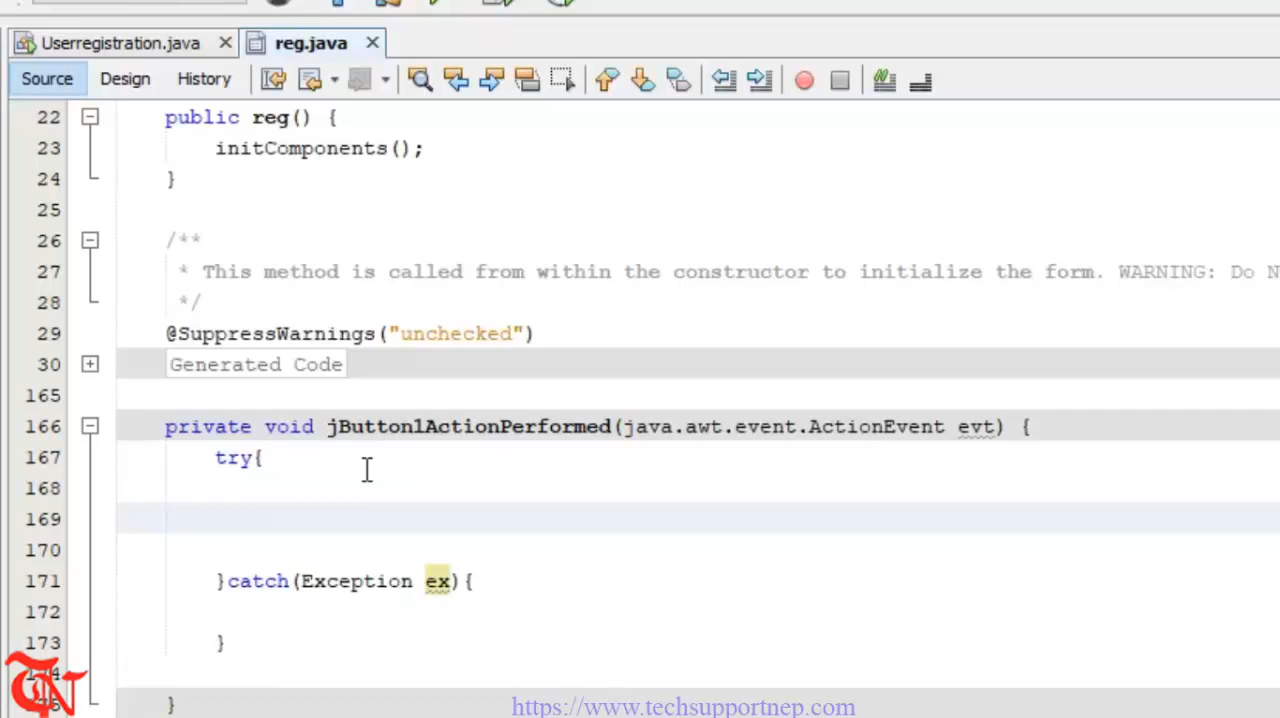 Userregistration.java reg.java
Source Design History
22 public reg() {
23 initComponents();
24 }
25
26 /**
27 * This method is called from within the constructor to initialize the form. WARNING: Do N
28 */
29 @SuppressWarnings("unchecked")
30 Generated Code
165
166 private void jButton1ActionPerformed(java.awt.event.ActionEvent evt) {
167 try{
168
169
170
171 }catch(Exception ex){
172
173 }
}
TN
https://www.techsupportnep.com